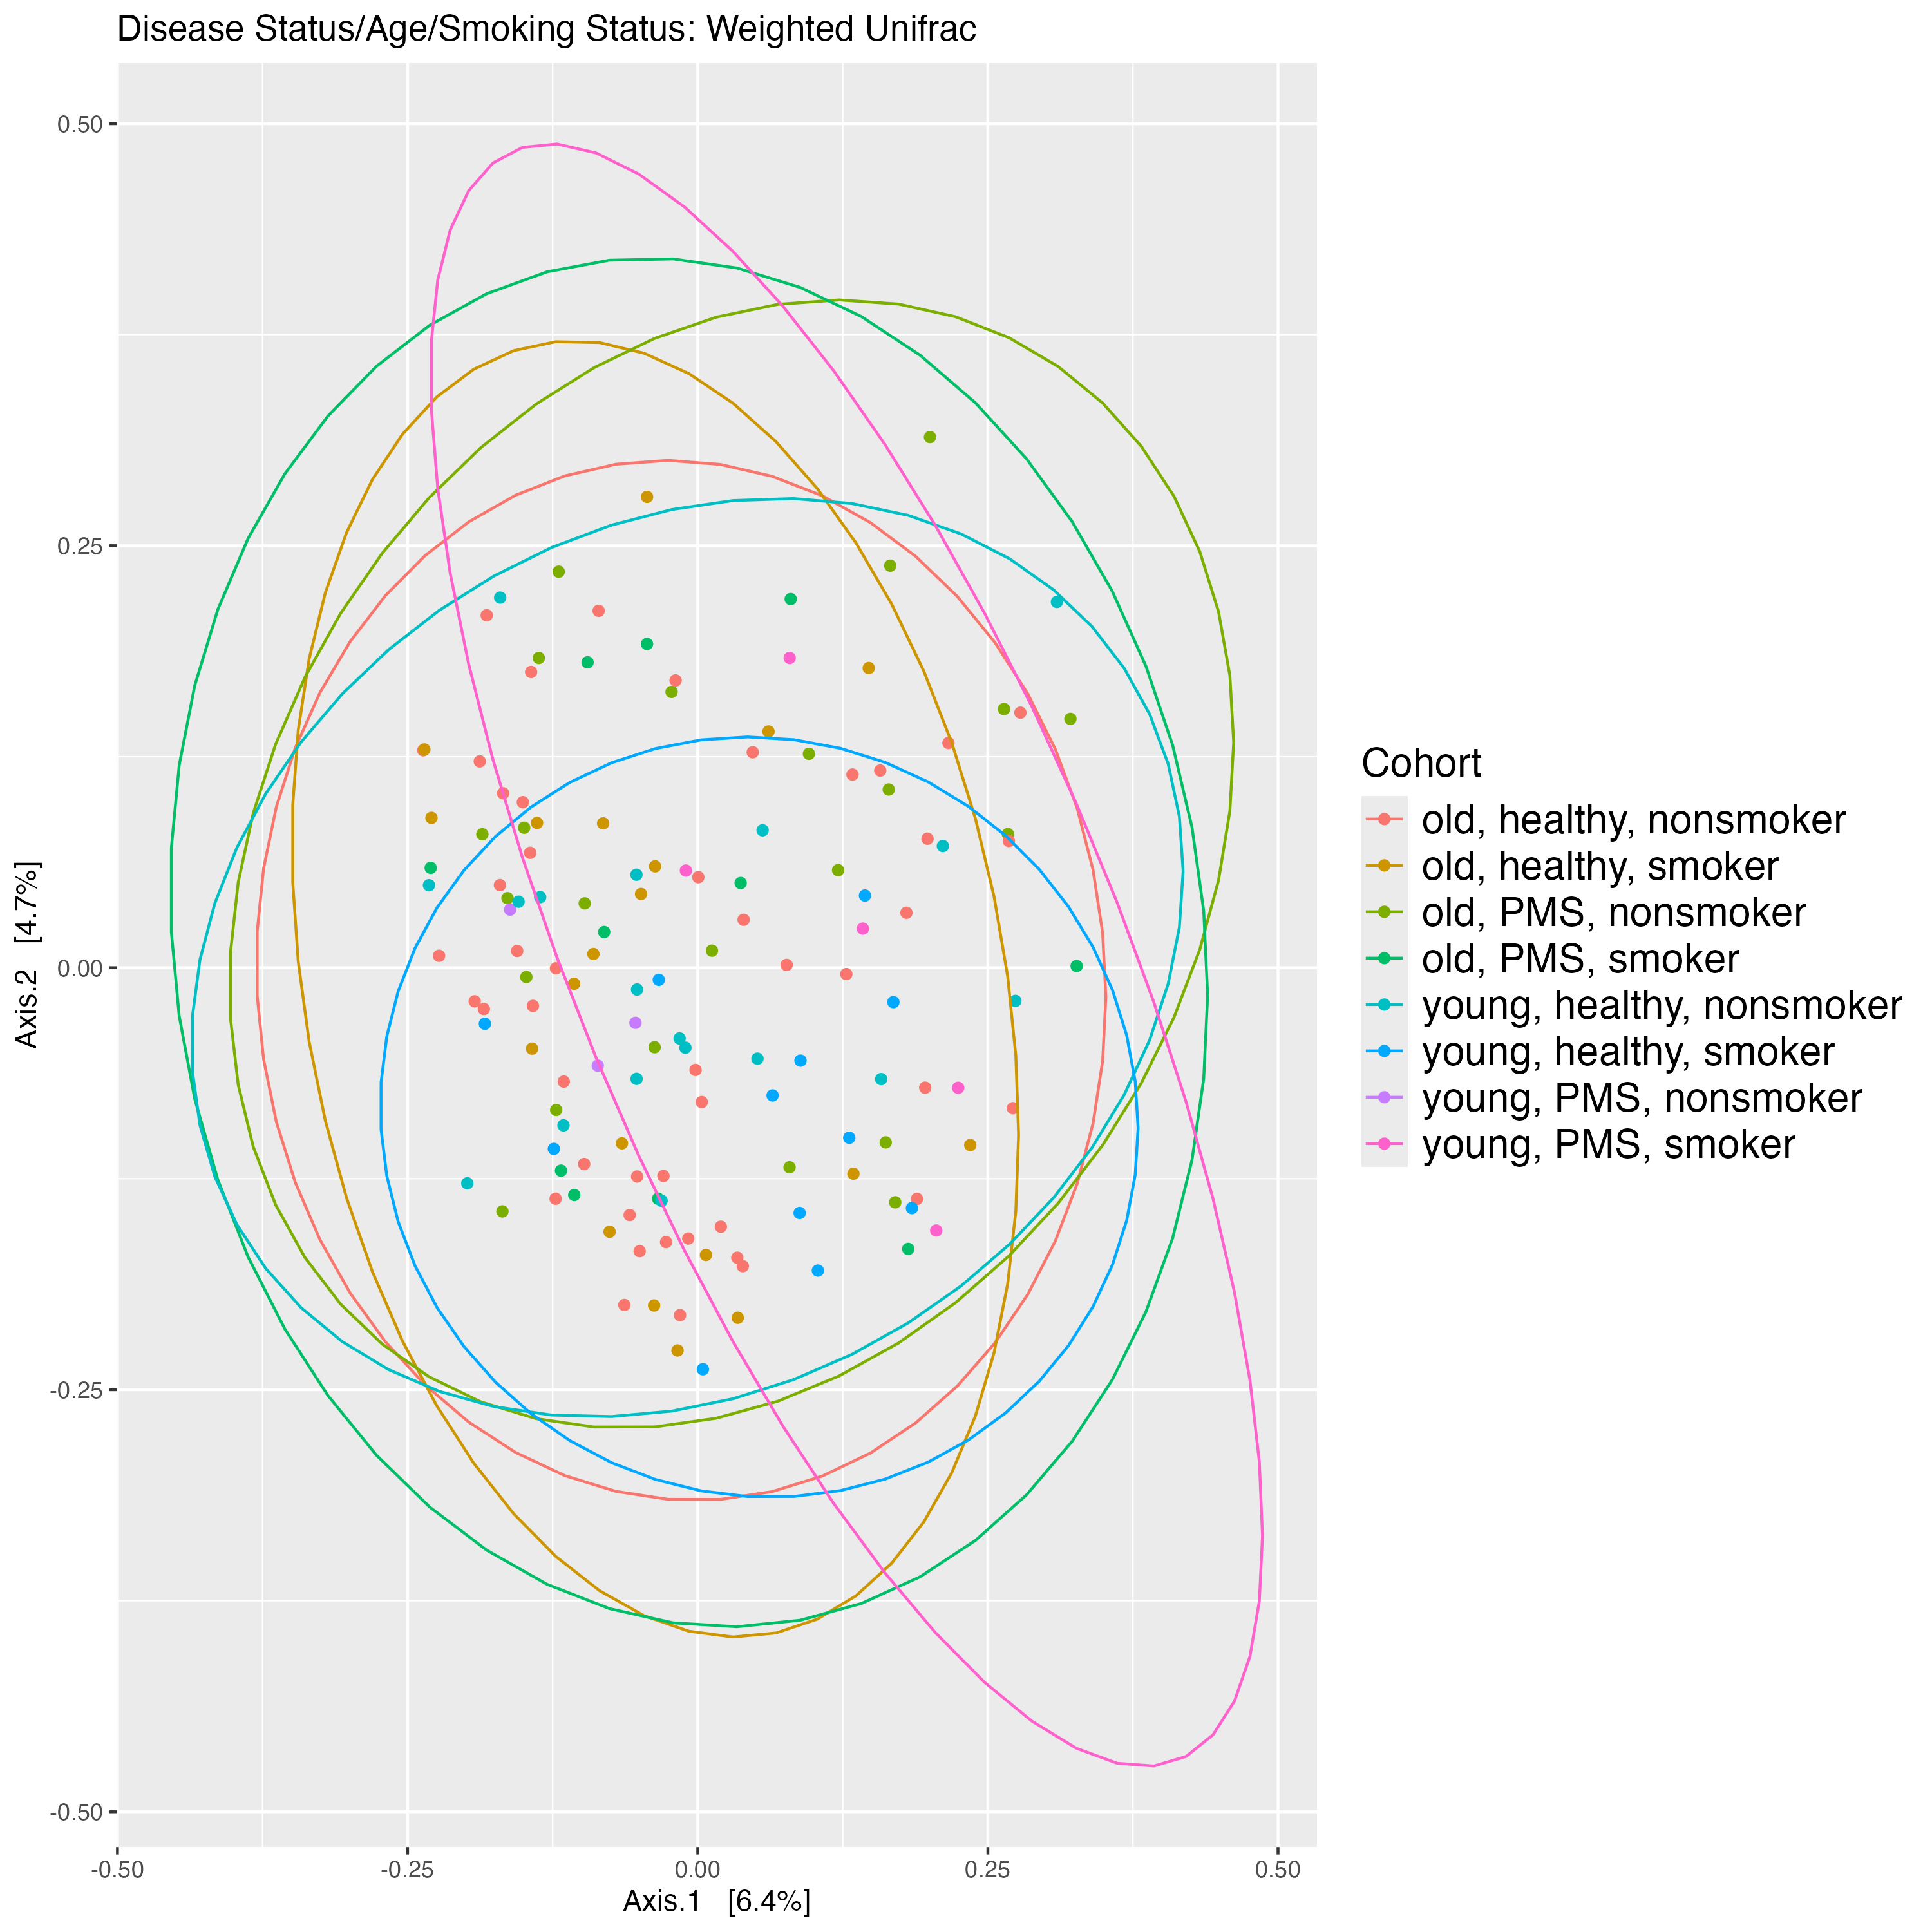 Disease Status/Age/Smoking Status: Weighted Unifrac
0.50
0.25
0.00
-0.25
-0.50
Axis.2 [4.7%]
-0.50 -0.25 0.00 0.25 0.50
Axis.1 [6.4%]
Cohort
old, healthy, nonsmoker
old, healthy, smoker
old, PMS, nonsmoker
old, PMS, smoker
young, healthy, nonsmoker
young, healthy, smoker
young, PMS, nonsmoker
young, PMS, smoker